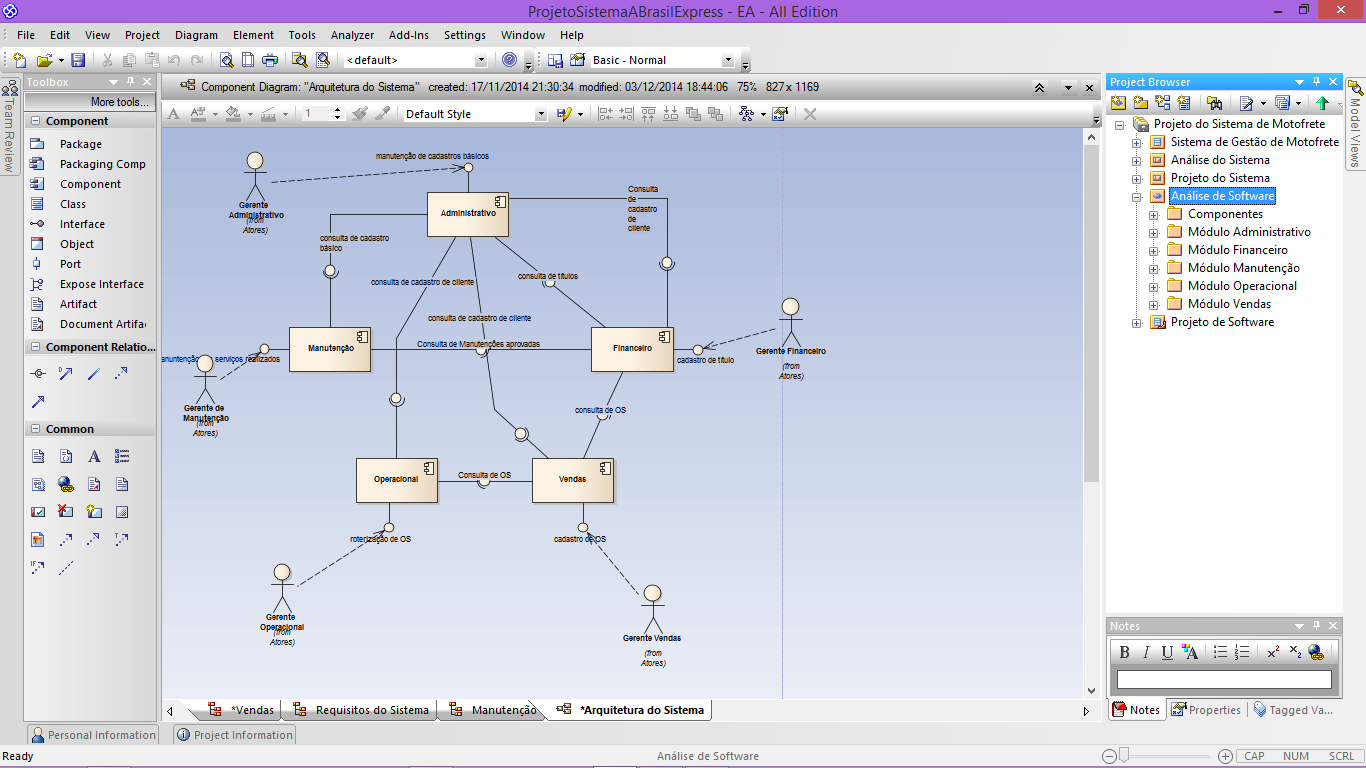 ProjetoSistemaABrasilExpress - EA - All Edition
File Edit View Project Diagram Element Tools Analyzer Add-Ins Settings Window Help
<default>
Basic - Normal
Toolbox
More tools...
Component
Package
Packaging Comp
Component
Class
Interface
Object
Port
Expose Interface
Artifact
Document Artifa
Component Relatio...
Common
Team Review
Component Diagram: "Arquitetura do Sistema" created: 17/11/2014 21:30:34 modified: 03/12/2014 18:44:06 75% 827 x 1169
1
Default Style
manutenção de cadastros básicos
Gerente
Administrativo
(from
Atores)
Administrativo
Consulta
de
cadastro
de
cliente
consulta de cadastro
básico
consulta de cadastro de cliente
consulta de títulos
consulta de cadastro de cliente
Manutenção
Consulta de Manutenções aprovadas
Financeiro
cadastro de título
Gerente Financeiro
(from
Atores)
serviços realizados
Gerente de
Manutenção
(from
Atores)
consulta de OS
Operacional
Consulta de OS
Vendas
roterização de OS
cadastro de OS
Gerente
Operacional
(from
Atores)
Gerente Vendas
(from
Atores)
*Vendas
Requisitos do Sistema
Manutenção
*Arquitetura do Sistema
Project Browser
Projeto do Sistema de Motofrete
Sistema de Gestão de Motofrete
Análise do Sistema
Projeto do Sistema
Análise de Software
Componentes
Módulo Administrativo
Módulo Financeiro
Módulo Manutenção
Módulo Operacional
Módulo Vendas
Projeto de Software
Model Views
Notes
B I U A x² x₂
Notes Properties Tagged Va...
Personal Information
Project Information
Ready
Análise de Software
CAP NUM SCRL